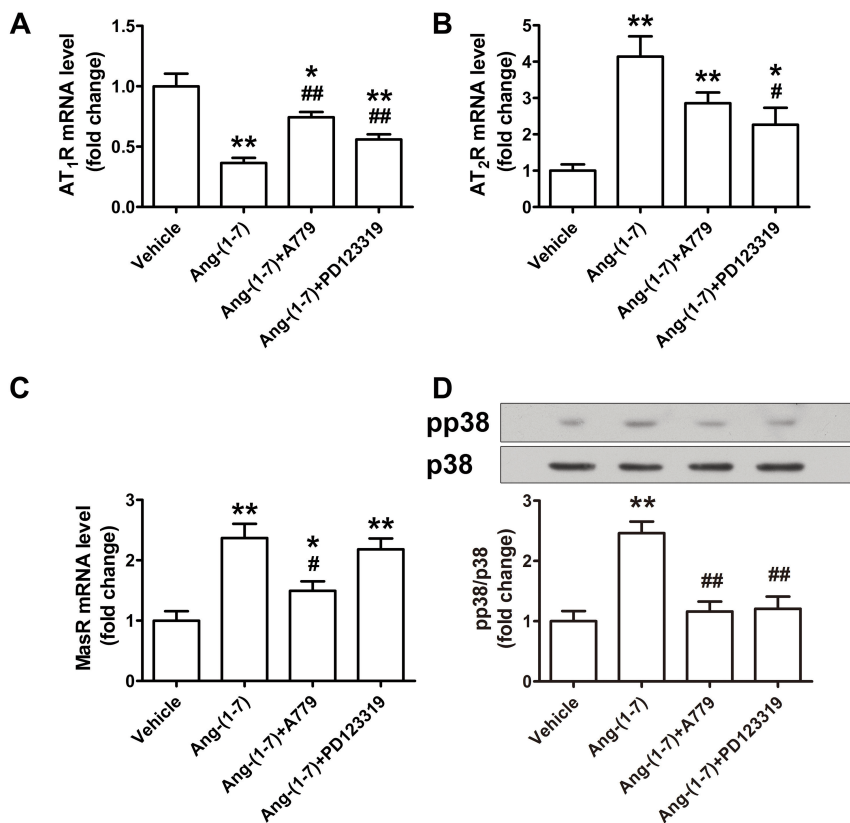 A
AT1R mRNA level
(fold change)
1.5
1.0
0.5
0.0
*
##
**
##
**
Vehicle
Ang-(1-7)
Ang-(1-7)+A779
Ang-(1-7)+PD123319
B
AT2R mRNA level
(fold change)
5
4
3
2
1
0
**
**
*
#
Vehicle
Ang-(1-7)
Ang-(1-7)+A779
Ang-(1-7)+PD123319
C
MasR mRNA level
(fold change)
3
2
1
0
**
*
#
**
Vehicle
Ang-(1-7)
Ang-(1-7)+A779
Ang-(1-7)+PD123319
D
pp38
p38
pp38/p38
(fold change)
3
2
1
0
**
##
##
Vehicle
Ang-(1-7)
Ang-(1-7)+A779
Ang-(1-7)+PD123319